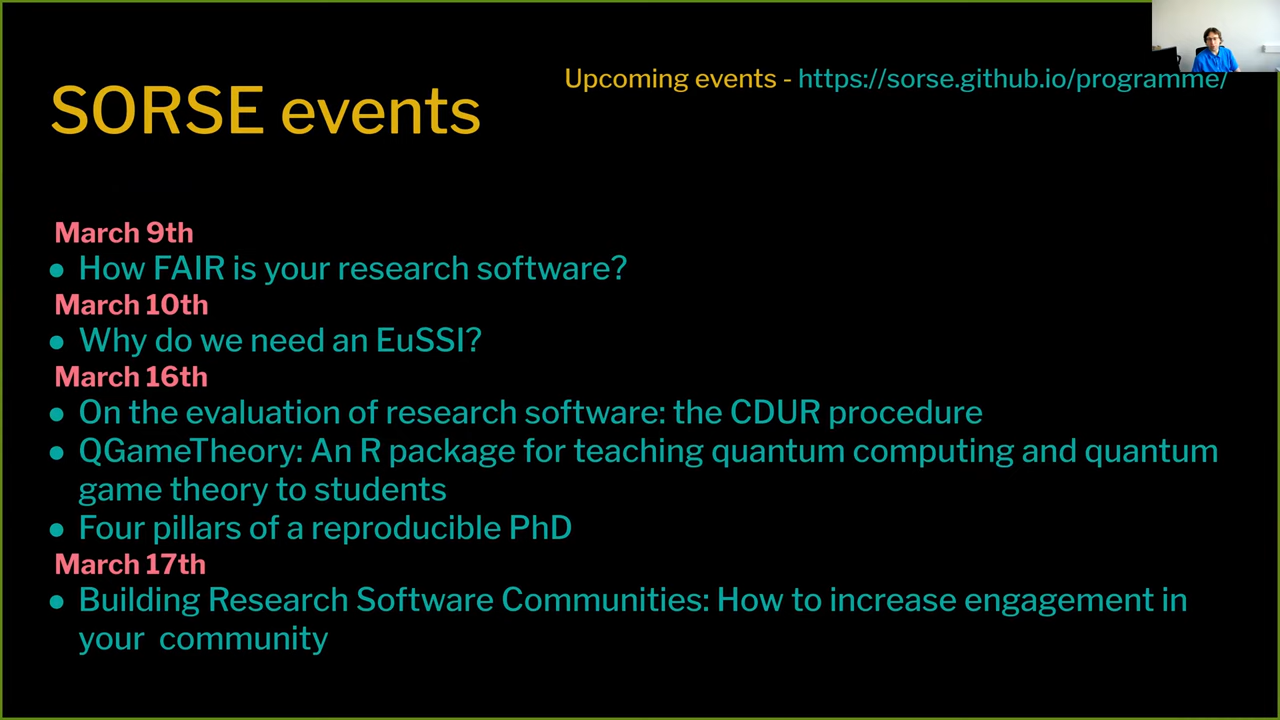 SORSE events
Upcoming events - https://sorse.github.io/programme/
March 9th
● How FAIR is your research software?
March 10th
● Why do we need an EuSSI?
March 16th
● On the evaluation of research software: the CDUR procedure
● QGameTheory: An R package for teaching quantum computing and quantum
game theory to students
● Four pillars of a reproducible PhD
March 17th
● Building Research Software Communities: How to increase engagement in
your community